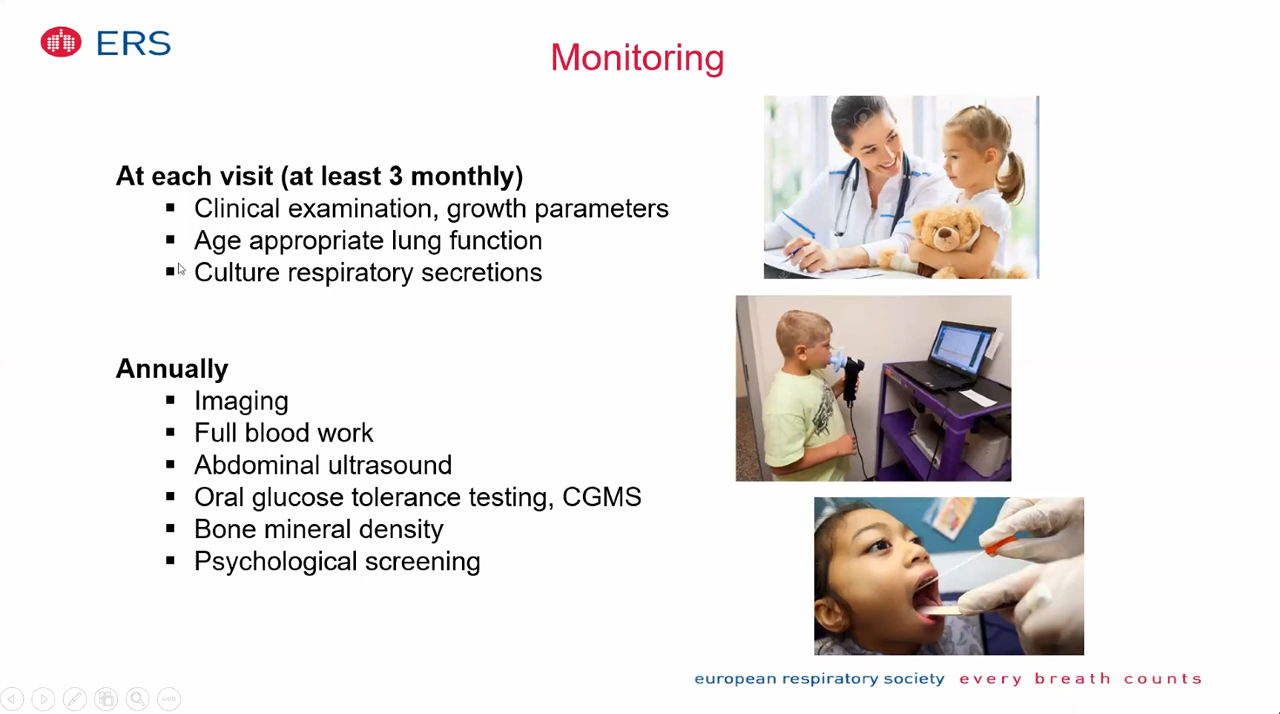 ERS
Monitoring
At each visit (at least 3 monthly)
▪ Clinical examination, growth parameters
▪ Age appropriate lung function
▪ Culture respiratory secretions
Annually
▪ Imaging
▪ Full blood work
▪ Abdominal ultrasound
▪ Oral glucose tolerance testing, CGMS
▪ Bone mineral density
▪ Psychological screening
european respiratory society every breath counts